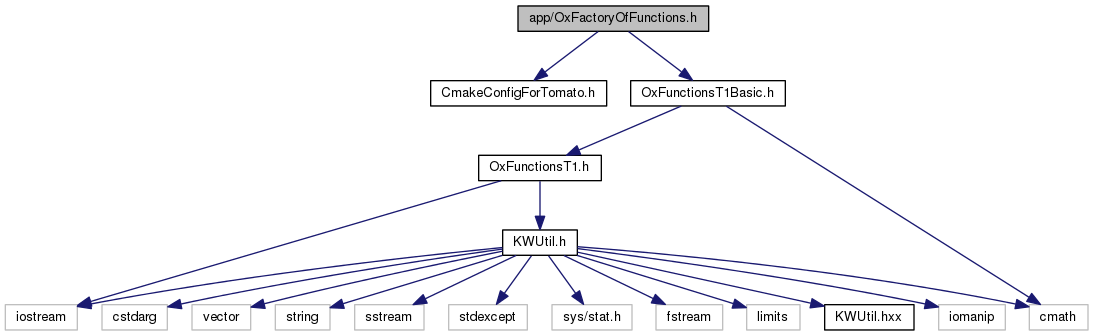 app/OxFactoryOfFunctions.h
CmakeConfigForTomato.h
OxFunctionsT1Basic.h
OxFunctionsT1.h
KWUtil.h
iostream
cstdarg
vector
string
sstream
stdexcept
sys/stat.h
fstream
limits
KWUtil.hxx
iomanip
cmath